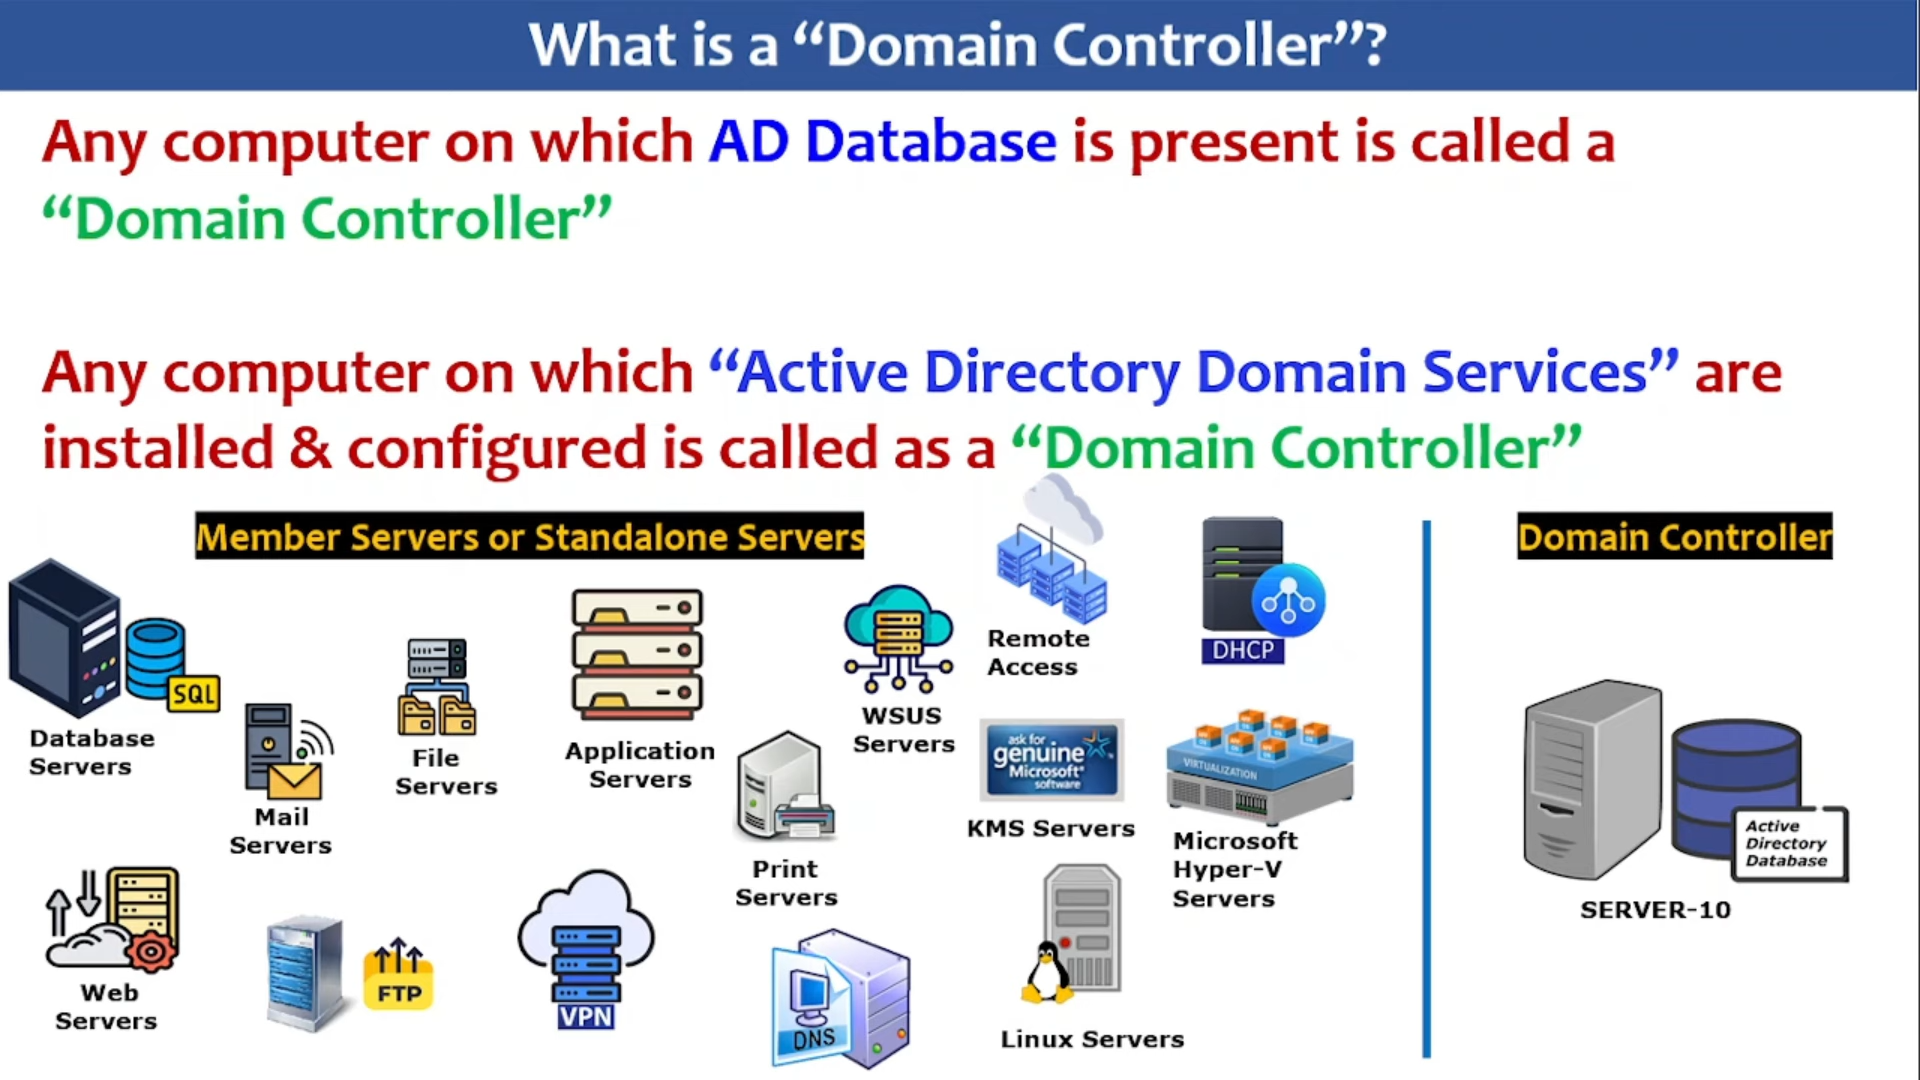 What is a “Domain Controller”?
Any computer on which AD Database is present is called a
“Domain Controller”
Any computer on which “Active Directory Domain Services” are
installed & configured is called as a “Domain Controller”
Member Servers or Standalone Servers
Domain Controller
SQL
Database
Servers
Mail
Servers
File
Servers
Application
Servers
Print
Servers
WSUS
Servers
Remote
Access
DHCP
ask for
genuine
Microsoft®
software
KMS Servers
VIRTUALIZATION
Microsoft
Hyper-V
Servers
Web
Servers
FTP
VPN
DNS
Linux Servers
Active
Directory
Database
SERVER-10